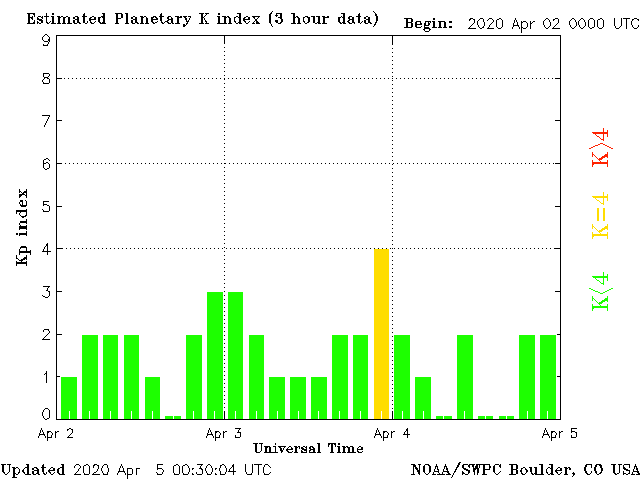 Estimated Planetary K index (3 hour data)
Begin: 2020 Apr 02 0000 UTC
9
8
7
6
5
4
3
2
1
0
Kp index
K<4 K=4 K>4
Apr 2 Apr 3 Apr 4 Apr 5
Universal Time
Updated 2020 Apr 5 00:30:04 UTC
NOAA/SWPC Boulder, CO USA